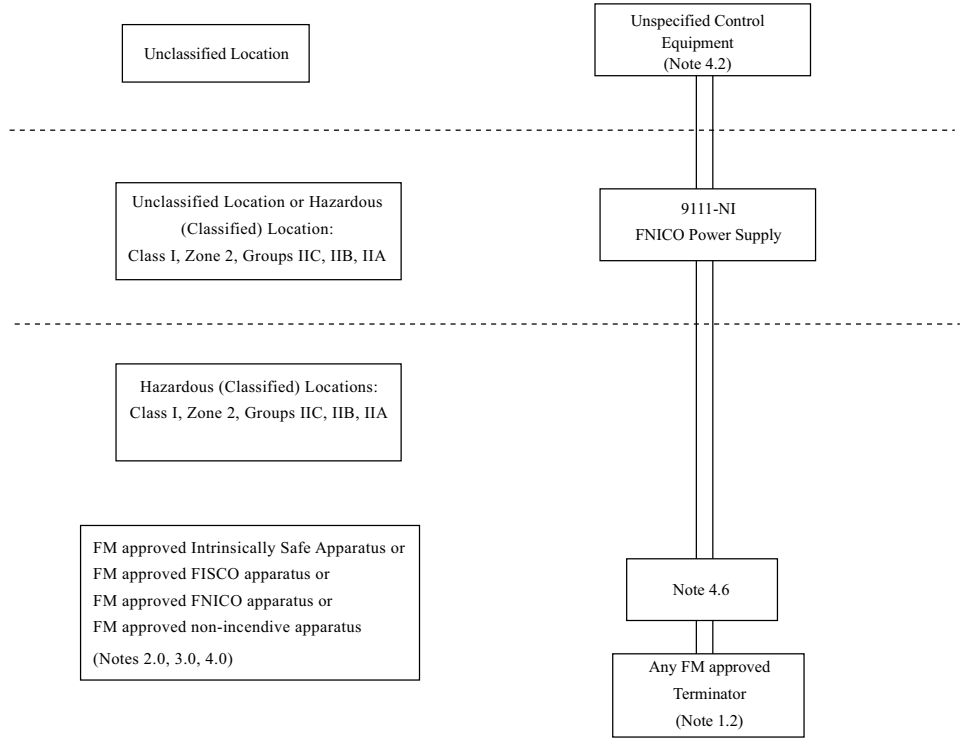 Unclassified Location
Unspecified Control
Equipment
(Note 4.2)
Unclassified Location or Hazardous
(Classified) Location:
Class I, Zone 2, Groups IIC, IIB, IIA
9111-NI
FNICO Power Supply
Hazardous (Classified) Locations:
Class I, Zone 2, Groups IIC, IIB, IIA
FM approved Intrinsically Safe Apparatus or
FM approved FISCO apparatus or
FM approved FNICO apparatus or
FM approved non-incendive apparatus
(Notes 2.0, 3.0, 4.0)
Note 4.6
Any FM approved
Terminator
(Note 1.2)